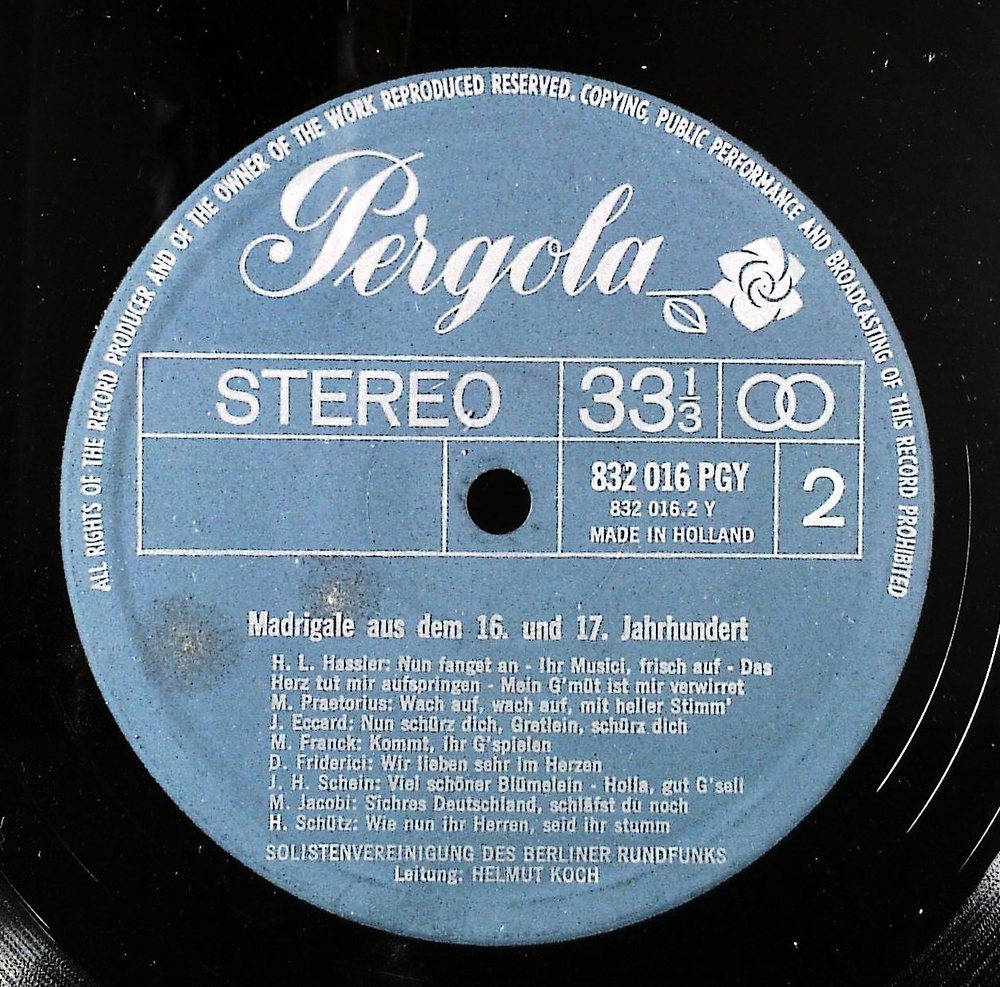 ALL RIGHTS OF THE RECORD PRODUCER AND OF THE OWNER OF THE WORK REPRODUCED RESERVED. COPYING, PUBLIC PERFORMANCE AND BROADCASTING OF THIS RECORD PROHIBITED
Pergola
STEREO
33 1/3
832 016 PGY
832 016.2 Y
MADE IN HOLLAND
2
Madrigale aus dem 16. und 17. Jahrhundert
H. L. Hassler: Nun fanget an - Ihr Musici, frisch auf - Das
Herz tut mir aufspringen - Mein G'müt ist mir verwirret
M. Praetorius: Wach auf, wach auf, mit heller Stimm'
J. Eccard: Nun schürz dich, Gretlein, schürz dich
M. Franck: Kommt, ihr G'spielen
D. Friderici: Wir lieben sehr im Herzen
J. H. Schein: Viel schöner Blümelein - Holla, gut G'sell
M. Jacobi: Sichres Deutschland, schläfst du noch
H. Schütz: Wie nun ihr Herren, seid ihr stumm
SOLISTENVEREINIGUNG DES BERLINER RUNDFUNKS
Leitung: HELMUT KOCH